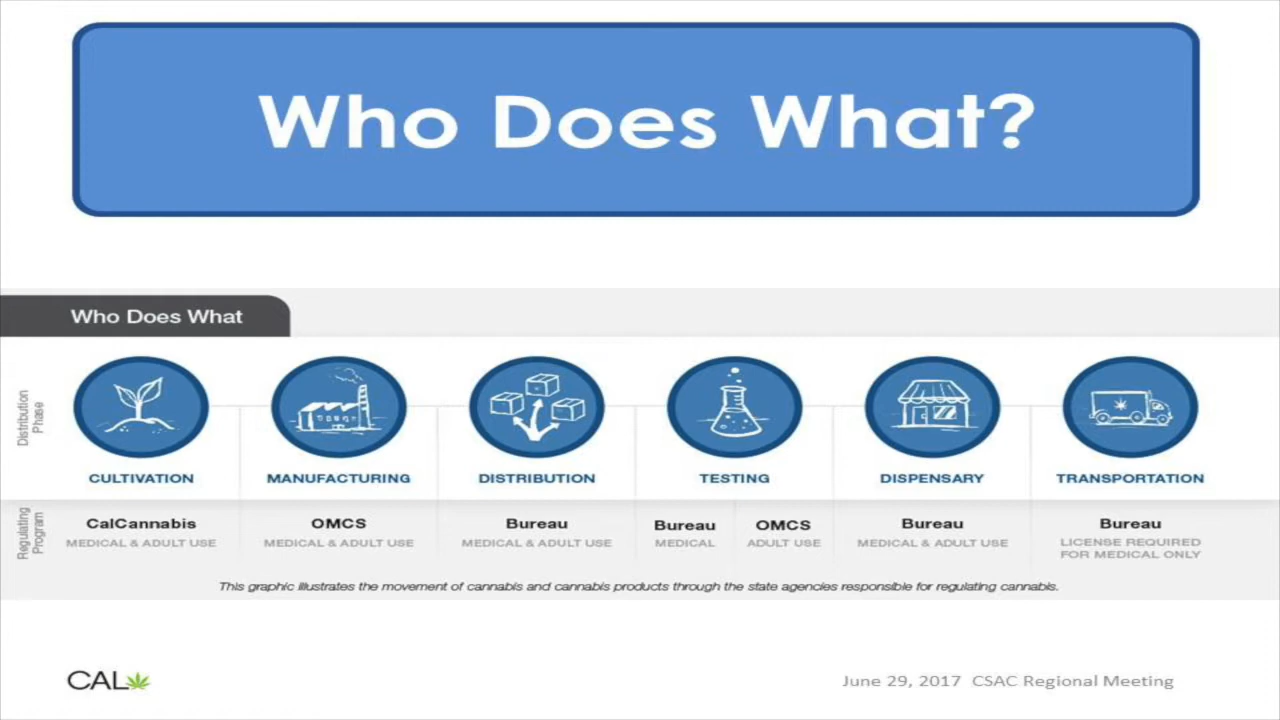 Who Does What?
Who Does What
Distribution
Phase
CULTIVATION
MANUFACTURING
DISTRIBUTION
TESTING
DISPENSARY
TRANSPORTATION
Regulating
Program
CalCannabis
MEDICAL & ADULT USE
OMCS
MEDICAL & ADULT USE
Bureau
MEDICAL & ADULT USE
Bureau
MEDICAL
OMCS
ADULT USE
Bureau
MEDICAL & ADULT USE
Bureau
LICENSE REQUIRED
FOR MEDICAL ONLY
This graphic illustrates the movement of cannabis and cannabis products through the state agencies responsible for regulating cannabis.
CAL
June 29, 2017 CSAC Regional Meeting